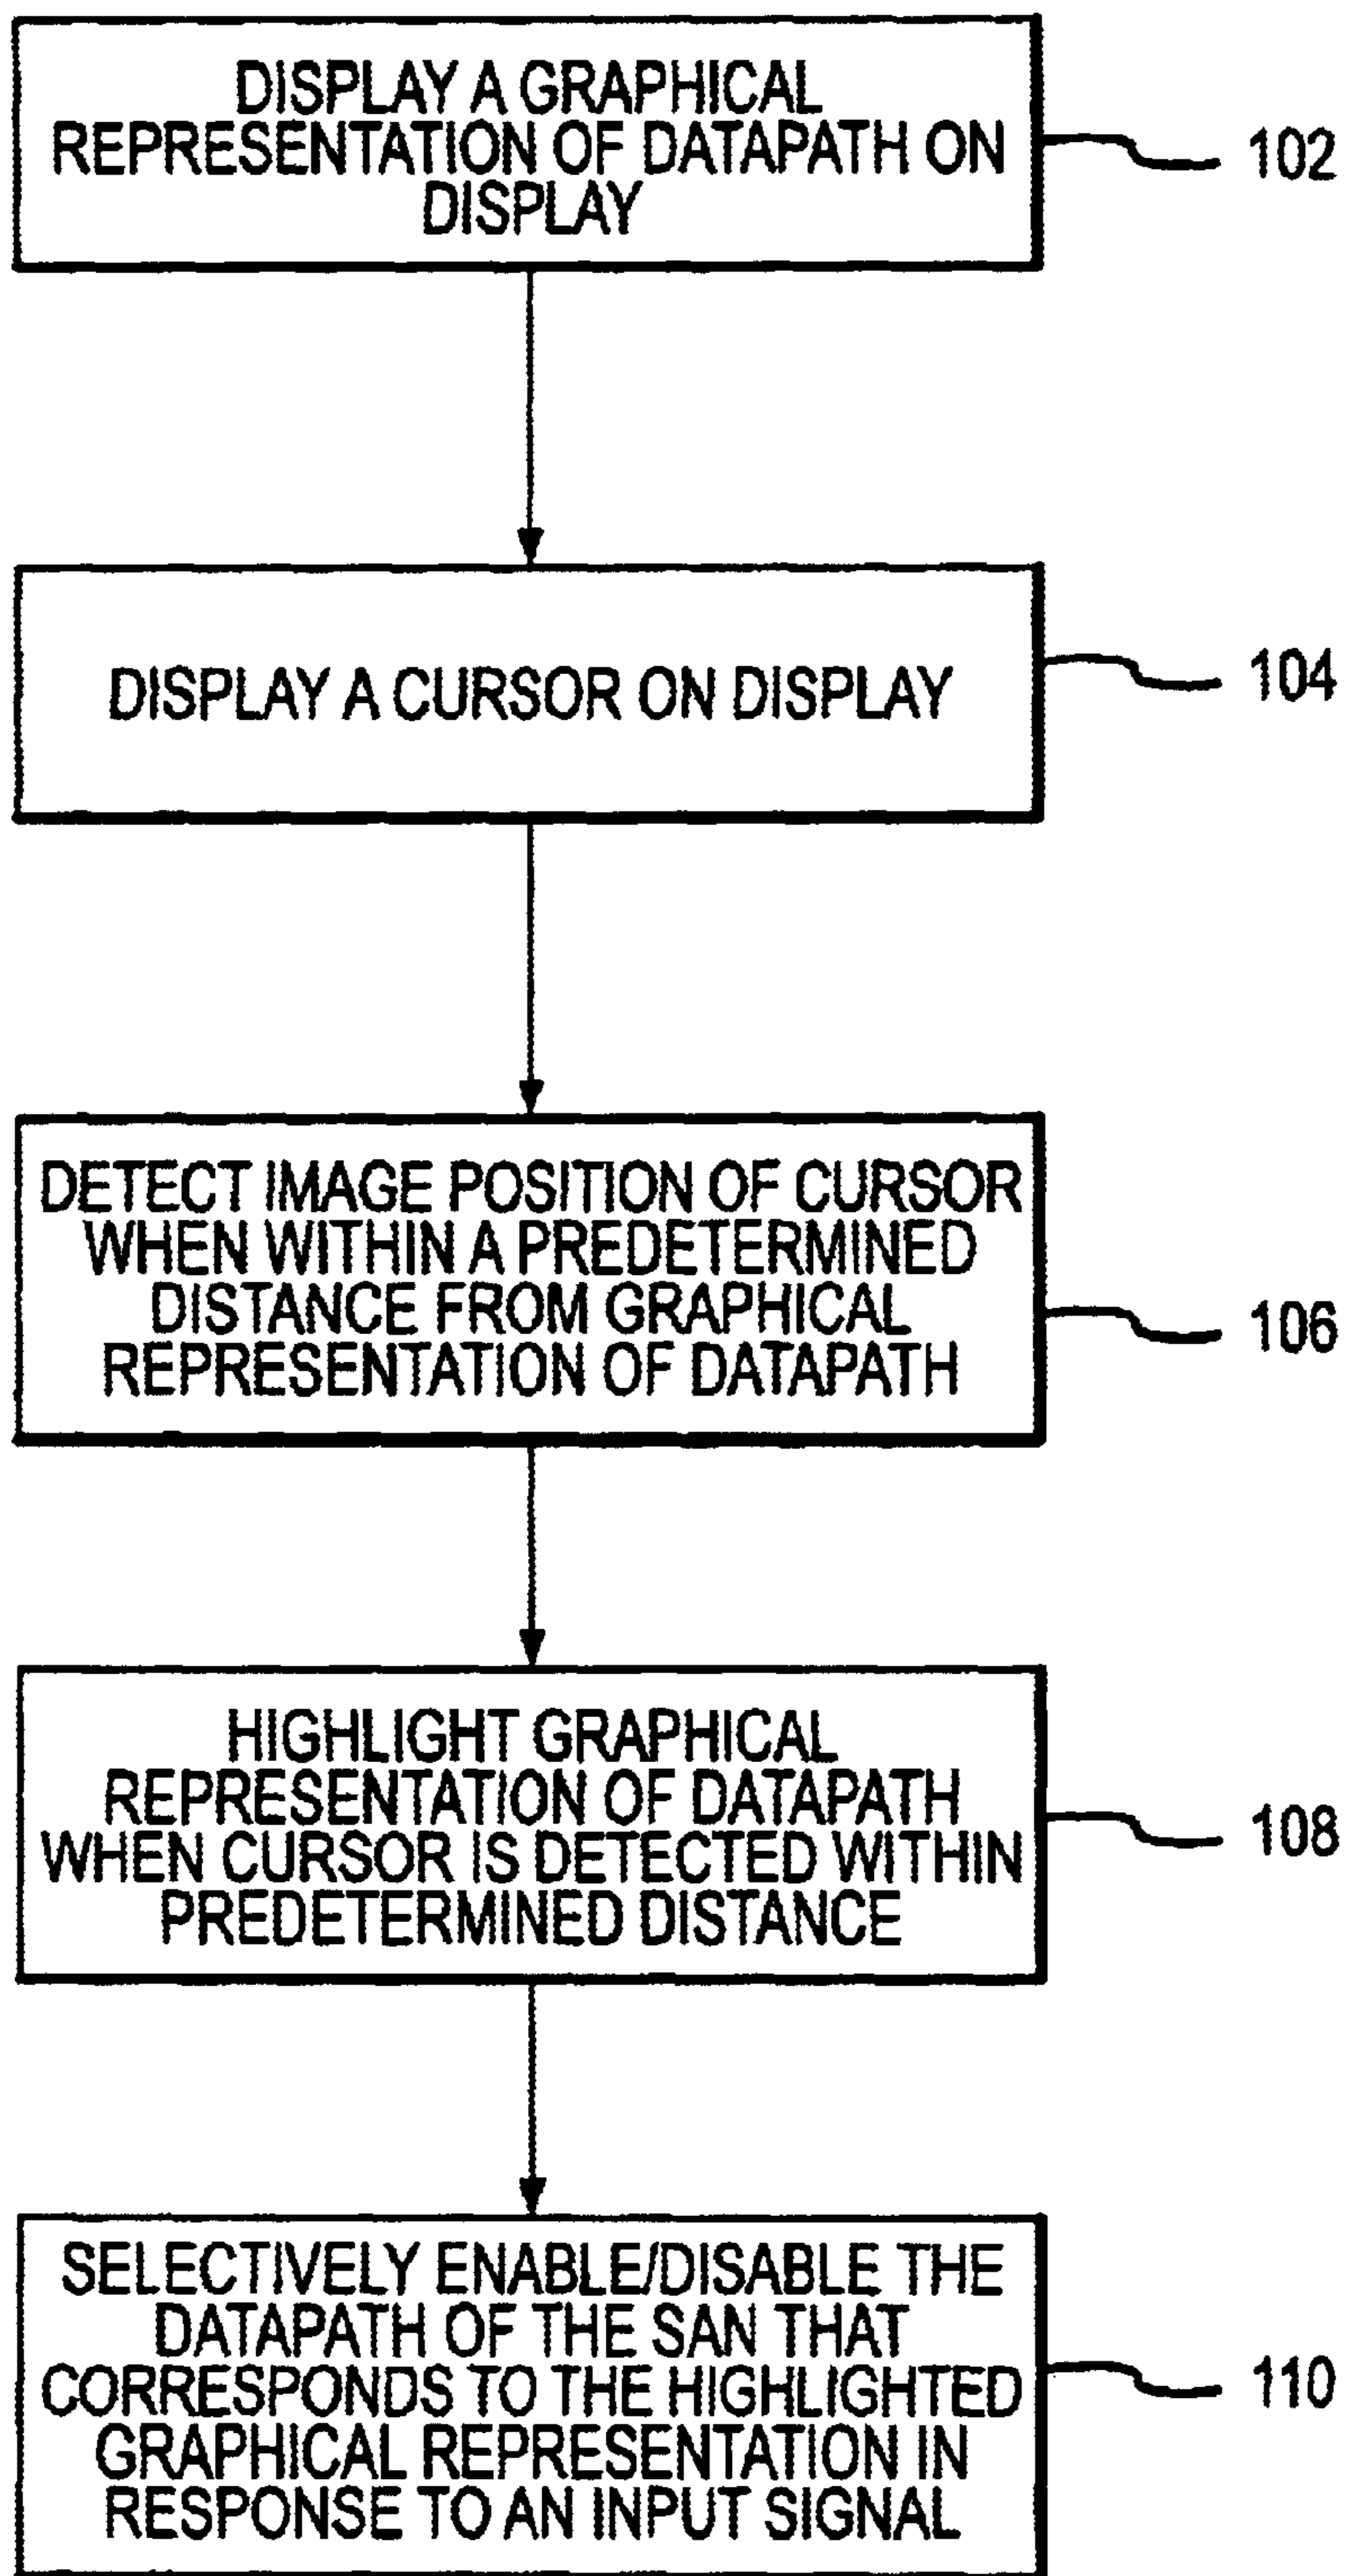 DISPLAY A GRAPHICAL
REPRESENTATION OF DATAPATH ON
DISPLAY
102
DISPLAY A CURSOR ON DISPLAY
104
DETECT IMAGE POSITION OF CURSOR
WHEN WITHIN A PREDETERMINED
DISTANCE FROM GRAPHICAL
REPRESENTATION OF DATAPATH
106
HIGHLIGHT GRAPHICAL
REPRESENTATION OF DATAPATH
WHEN CURSOR IS DETECTED WITHIN
PREDETERMINED DISTANCE
108
SELECTIVELY ENABLE/DISABLE THE
DATAPATH OF THE SAN THAT
CORRESPONDS TO THE HIGHLIGHTED
GRAPHICAL REPRESENTATION IN
RESPONSE TO AN INPUT SIGNAL
110